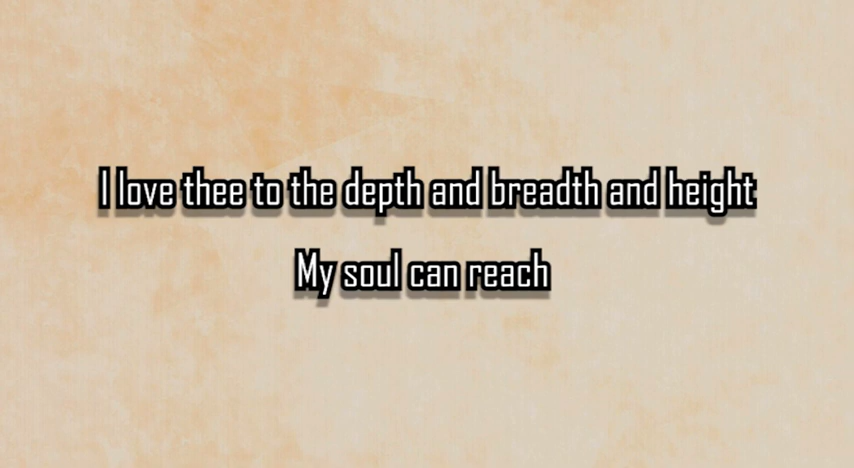 I love thee to the depth and breadth and height
My soul can reach